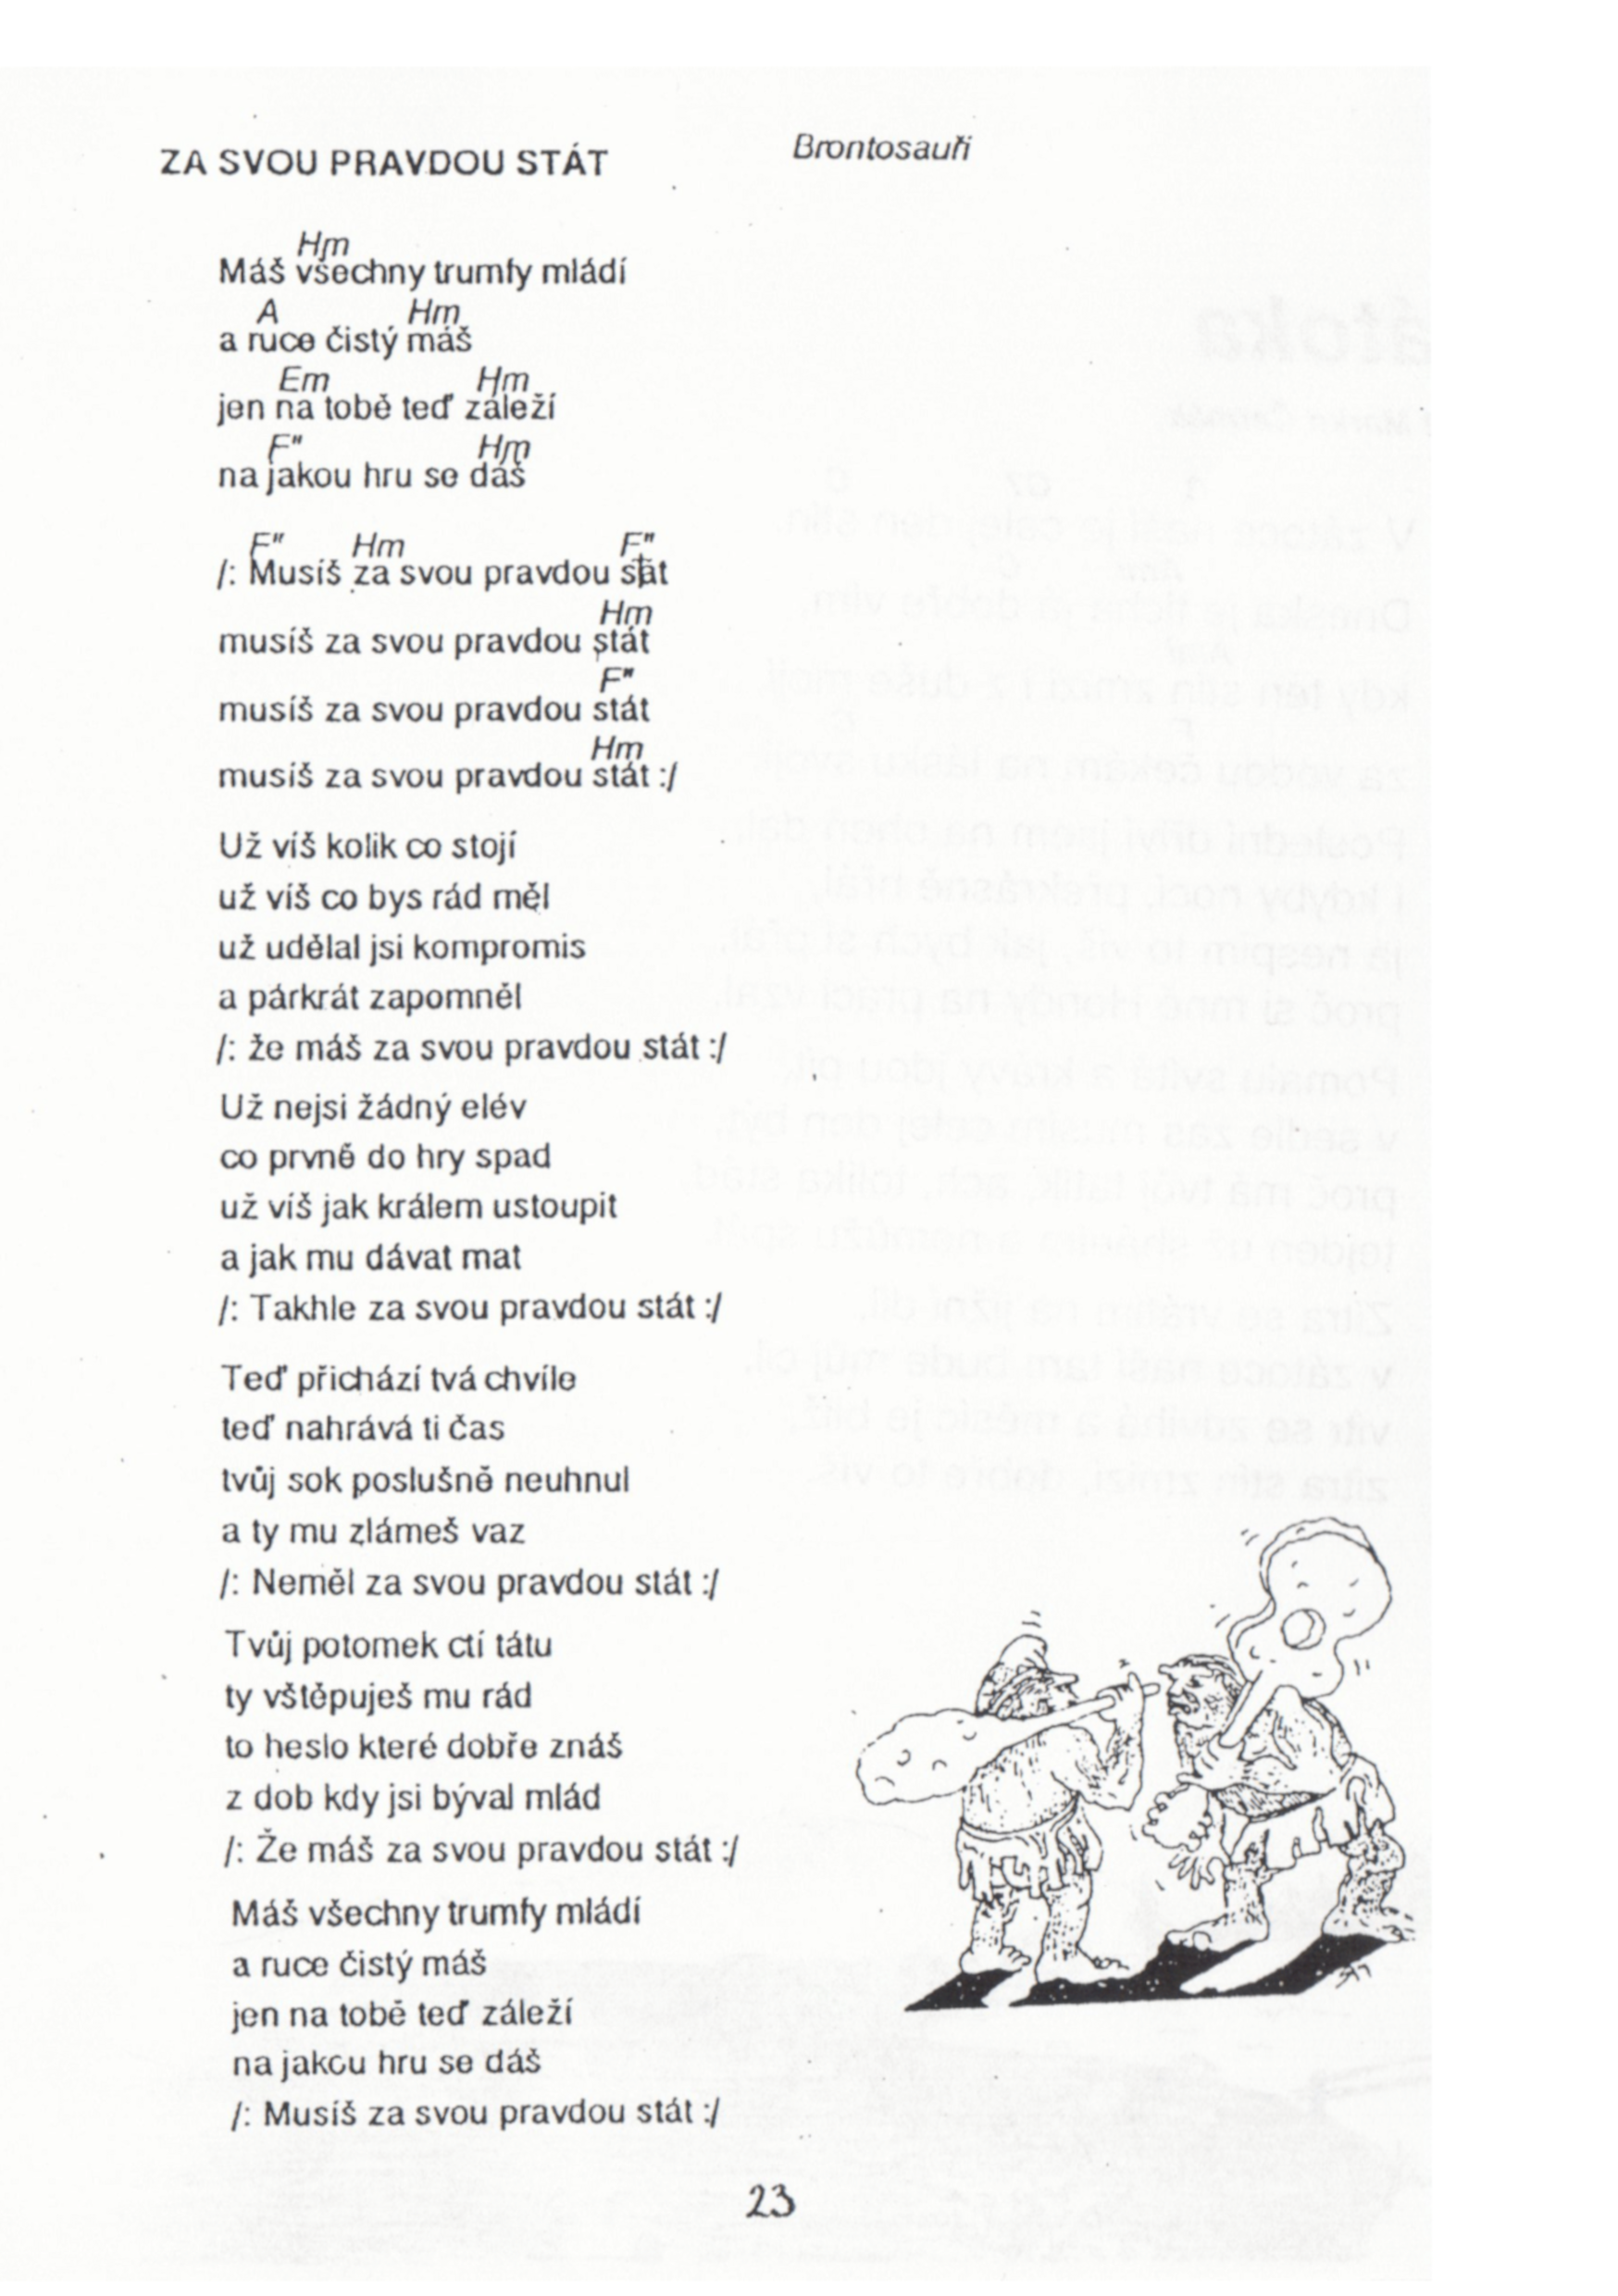 ZA SVOU PRAVDOU STÁT
Brontosauři
Hm
Máš všechny trumfy mládí
A Hm
a ruce čistý máš
Em Hm
jen na tobě teď záleží
F" Hm
na jakou hru se dáš
F" Hm F"
/: Musíš za svou pravdou stát
Hm
musíš za svou pravdou stát
F"
musíš za svou pravdou stát
Hm
musíš za svou pravdou stát :/
Už víš kolik co stojí
už víš co bys rád měl
už udělal jsi kompromis
a párkrát zapomněl
/: že máš za svou pravdou stát :/
Už nejsi žádný elév
co prvně do hry spad
už víš jak králem ustoupit
a jak mu dávat mat
/: Takhle za svou pravdou stát :/
Teď přichází tvá chvíle
teď nahrává ti čas
tvůj sok poslušně neuhnul
a ty mu zlámeš vaz
/: Neměl za svou pravdou stát :/
Tvůj potomek ctí tátu
ty vštěpuješ mu rád
to heslo které dobře znáš
z dob kdy jsi býval mlád
/: Že máš za svou pravdou stát :/
Máš všechny trumfy mládí
a ruce čistý máš
jen na tobě teď záleží
na jakou hru se dáš
/: Musíš za svou pravdou stát :/
23